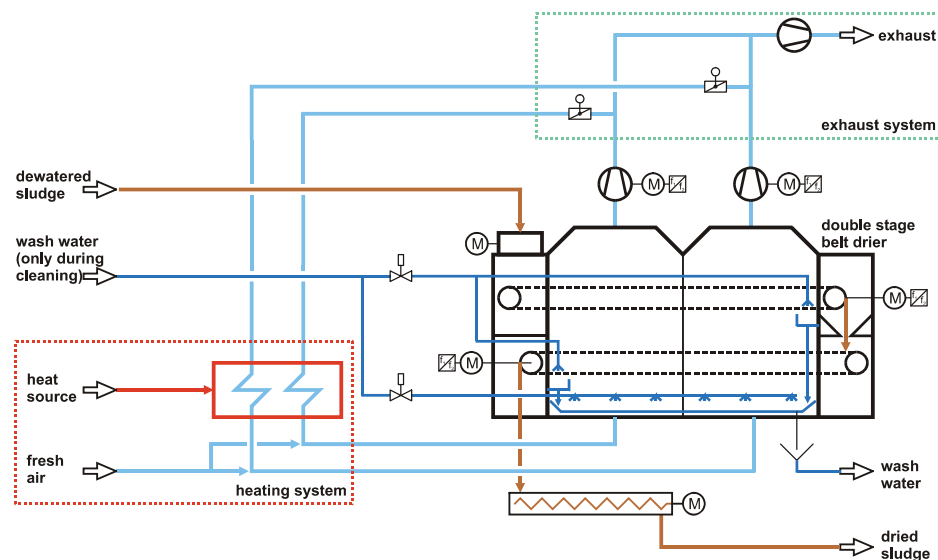 exhaust
exhaust system
dewatered
sludge
M
M
double stage
belt drier
wash water
(only during
cleaning)
M
M
M
heat
source
fresh
air
heating system
wash
water
M
dried
sludge